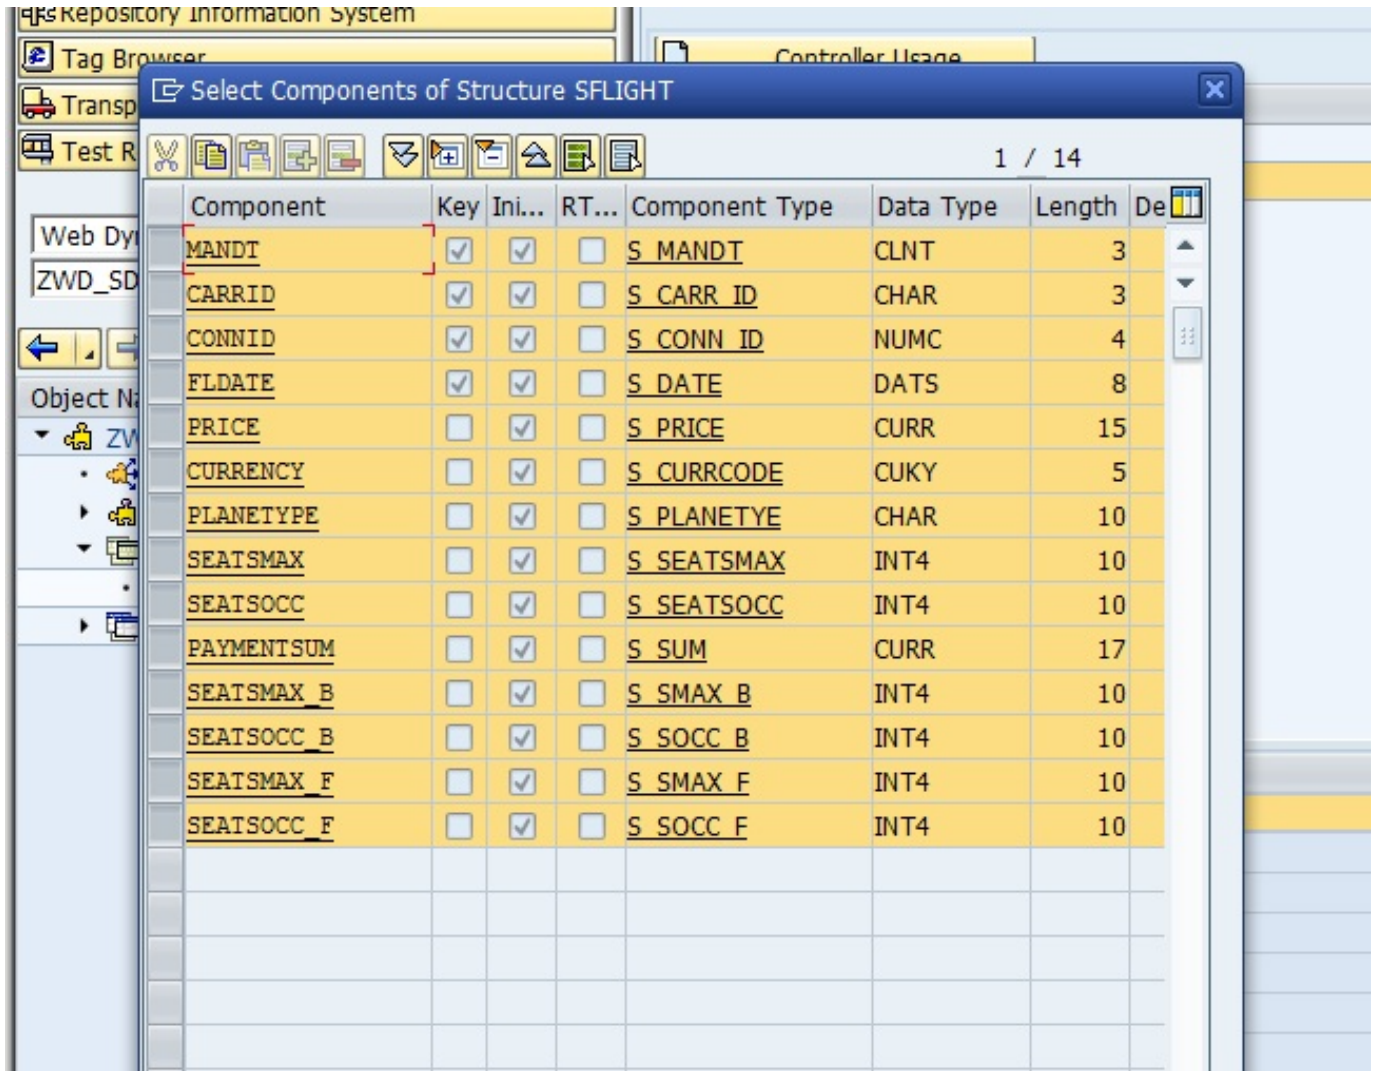 Repository Information System
Tag Browser
Controller Usage
Select Components of Structure SFLIGHT
Transp
Test R
1 / 14
Component Key Ini... RT... Component Type Data Type Length De
Web Dy
MANDT S_MANDT CLNT 3
ZWD_SD
CARRID S_CARR_ID CHAR 3
CONNID S_CONN_ID NUMC 4
FLDATE S_DATE DATS 8
Object Na
PRICE S_PRICE CURR 15
ZW
CURRENCY S_CURRCODE CUKY 5
PLANETYPE S_PLANETYE CHAR 10
SEATSMAX S_SEATSMAX INT4 10
SEATSOCC S_SEATSOCC INT4 10
PAYMENTSUM S_SUM CURR 17
SEATSMAX_B S_SMAX_B INT4 10
SEATSOCC_B S_SOCC_B INT4 10
SEATSMAX_F S_SMAX_F INT4 10
SEATSOCC_F S_SOCC_F INT4 10